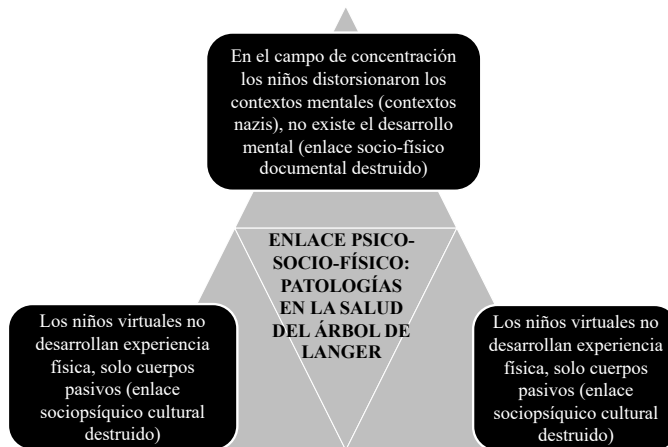 En el campo de concentración
los niños distorsionaron los
contextos mentales (contextos
nazis), no existe el desarrollo
mental (enlace socio-físico
documental destruido)
ENLACE PSICO-
SOCIO-FÍSICO:
PATOLOGÍAS
EN LA SALUD
DEL ÁRBOL DE
LANGER
Los niños virtuales no
desarrollan experiencia
física, solo cuerpos
pasivos (enlace
sociopsíquico cultural
destruido)
Los niños virtuales no
desarrollan experiencia
física, solo cuerpos
pasivos (enlace
sociopsíquico cultural
destruido)